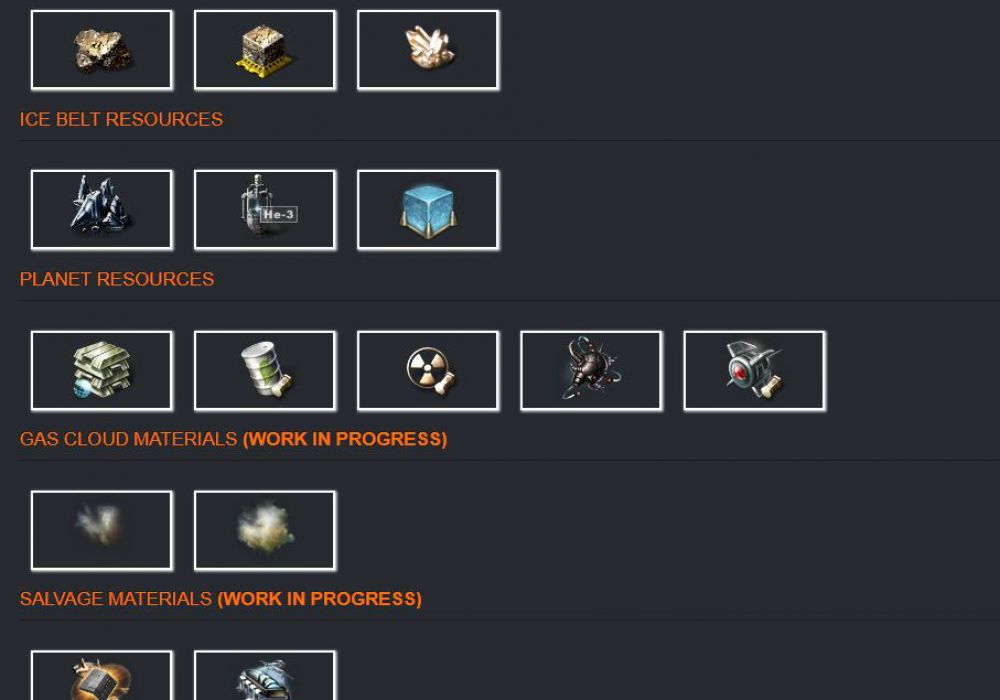 ICE BELT RESOURCES
He-3
PLANET RESOURCES
GAS CLOUD MATERIALS (WORK IN PROGRESS)
SALVAGE MATERIALS (WORK IN PROGRESS)